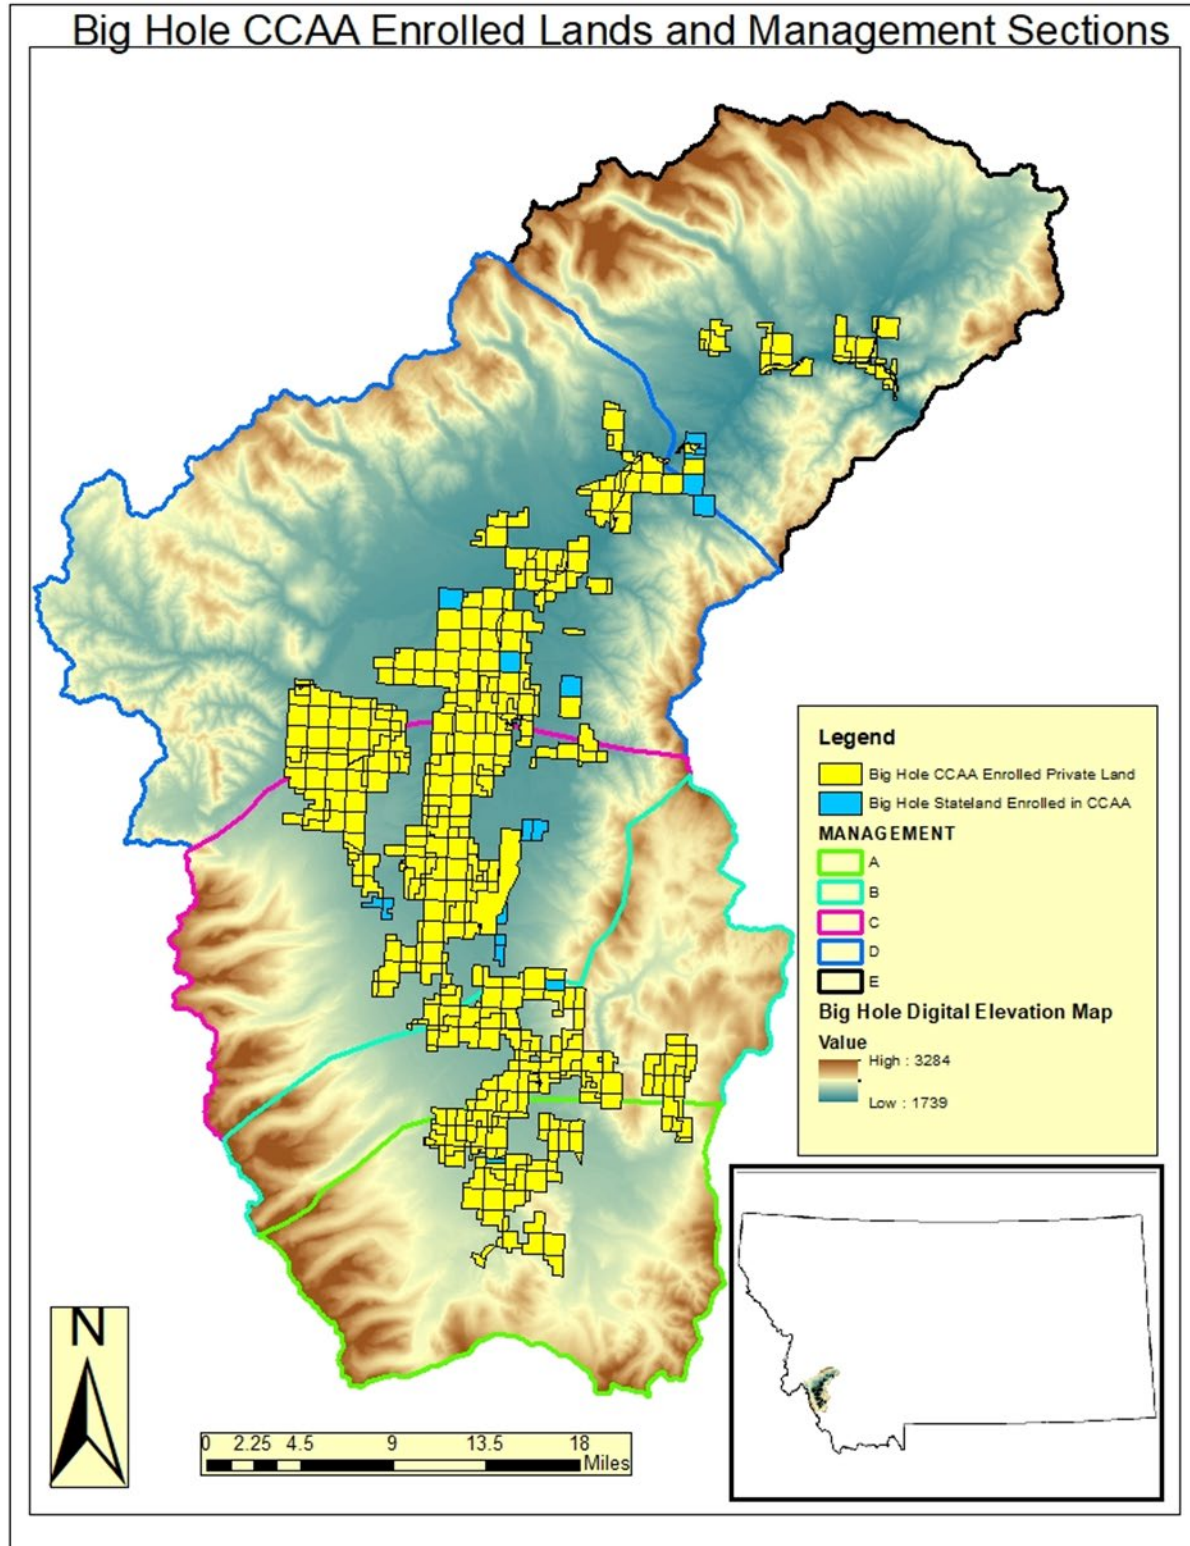 Big Hole CCAA Enrolled Lands and Management Sections
Legend
Big Hole CCAA Enrolled Private Land
Big Hole Stateland Enrolled in CCAA
MANAGEMENT
A
B
C
D
E
Big Hole Digital Elevation Map
Value
High : 3284
Low : 1739
N
0 2.25 4.5 9 13.5 18
Miles